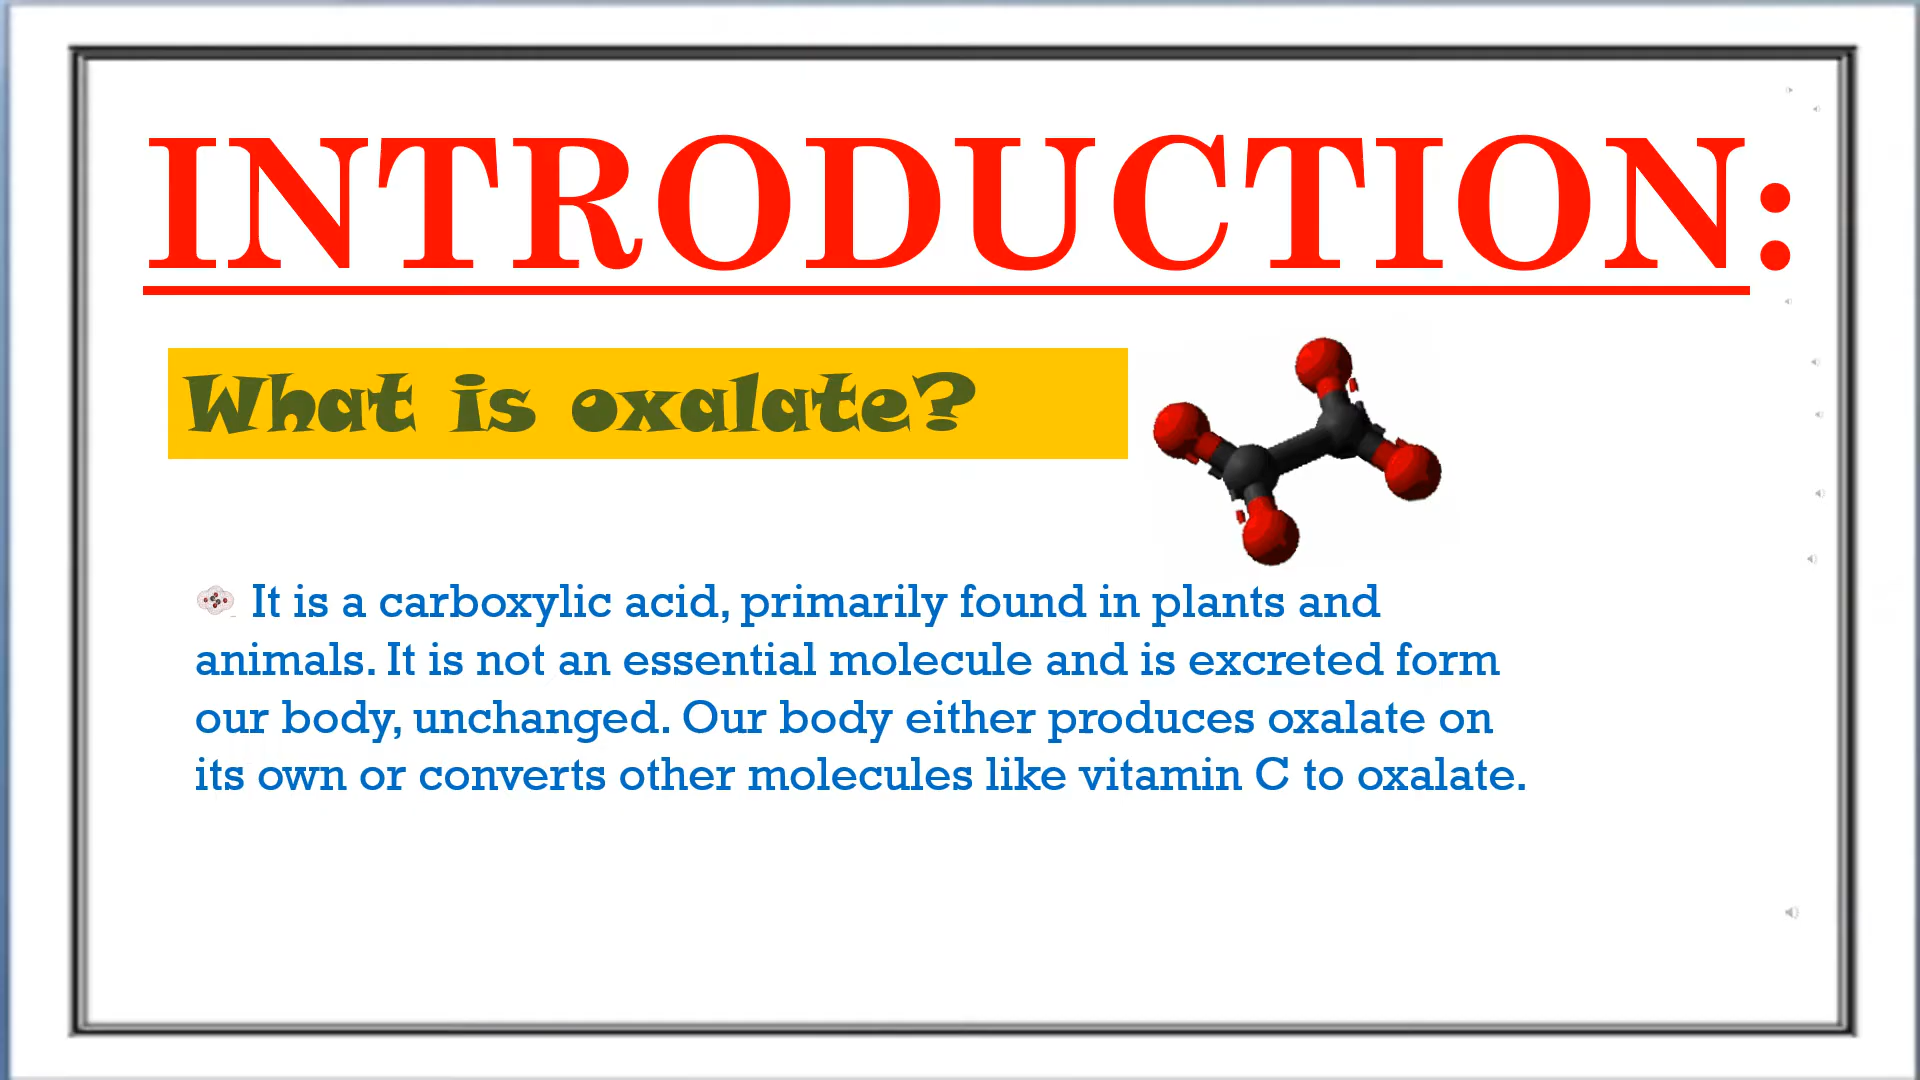 INTRODUCTION:
What is oxalate?
It is a carboxylic acid, primarily found in plants and
animals. It is not an essential molecule and is excreted form
our body, unchanged. Our body either produces oxalate on
its own or converts other molecules like vitamin C to oxalate.